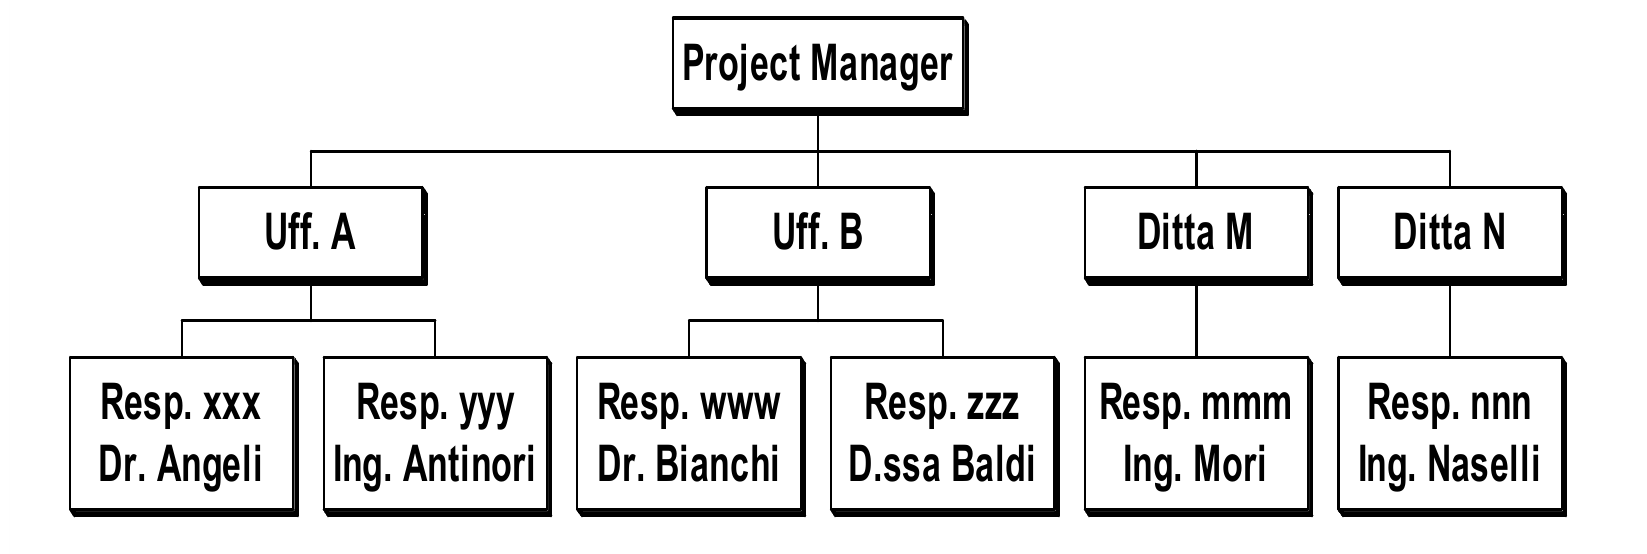 Project Manager
Uff. A
Uff. B
Ditta M
Ditta N
Resp. xxx
Dr. Angeli
Resp. yyy
Ing. Antinori
Resp. www
Dr. Bianchi
Resp. zzz
D.ssa Baldi
Resp. mmm
Ing. Mori
Resp. nnn
Ing. Naselli